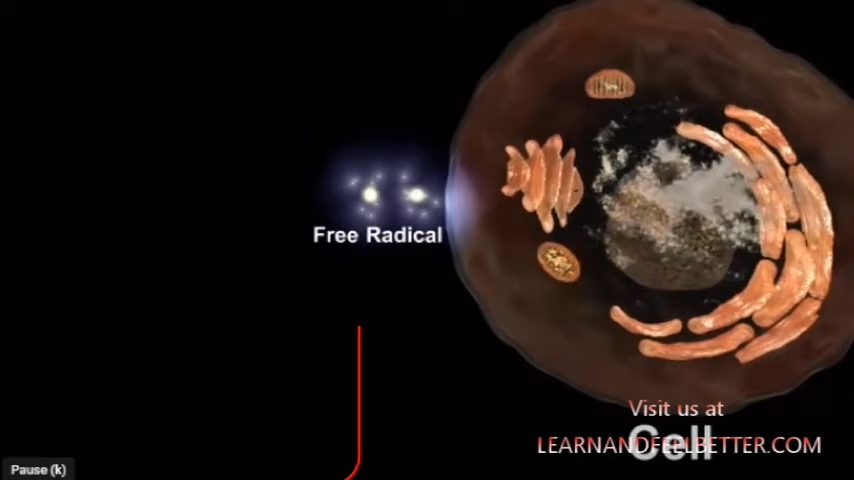 Free Radical
Visit us at
Cell
LEARNANDFEELBETTER.COM
Pause (k)